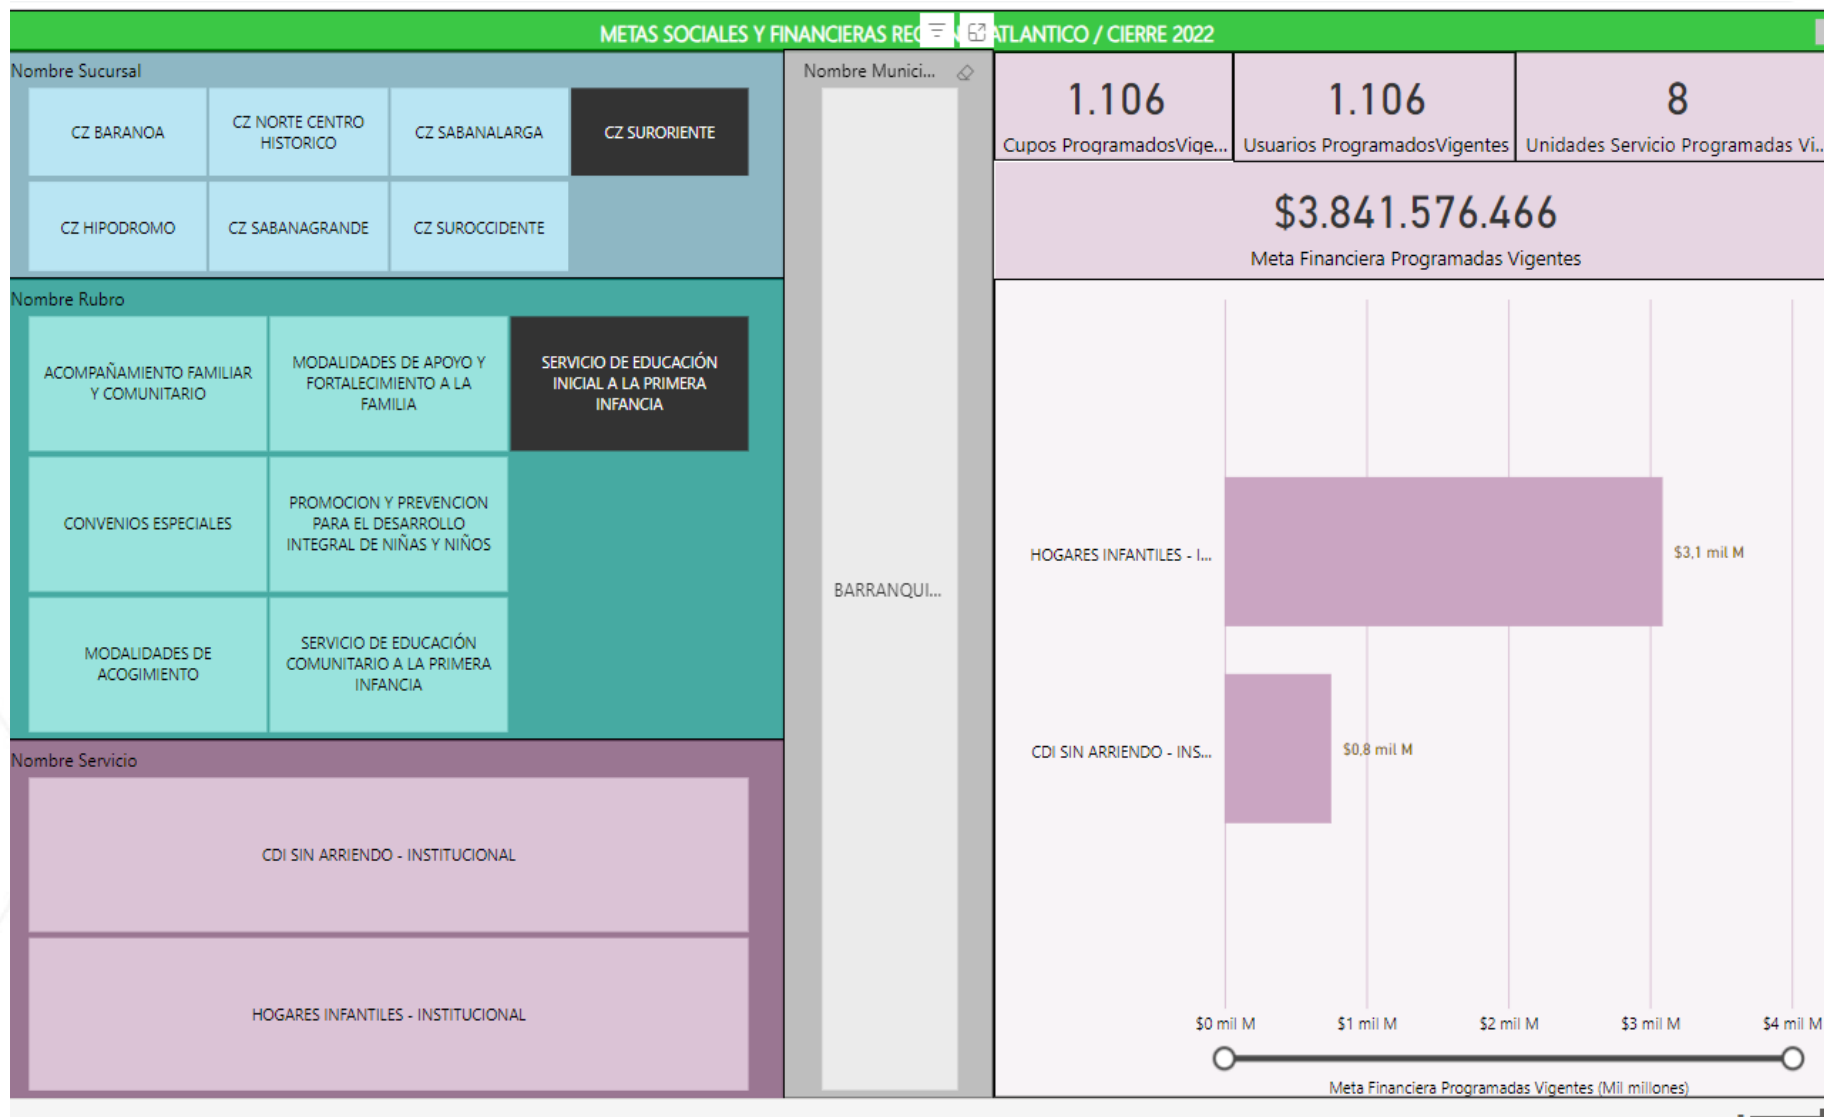 METAS SOCIALES Y FINANCIERAS REG N ATLANTICO / CIERRE 2022
Nombre Sucursal
CZ BARANOA
CZ NORTE CENTRO
HISTORICO
CZ SABANALARGA
CZ SURORIENTE
CZ HIPODROMO
CZ SABANAGRANDE
CZ SUROCCIDENTE
Nombre Rubro
ACOMPAÑAMIENTO FAMILIAR
Y COMUNITARIO
MODALIDADES DE APOYO Y
FORTALECIMIENTO A LA
FAMILIA
SERVICIO DE EDUCACIÓN
INICIAL A LA PRIMERA
INFANCIA
CONVENIOS ESPECIALES
PROMOCION Y PREVENCION
PARA EL DESARROLLO
INTEGRAL DE NIÑAS Y NIÑOS
MODALIDADES DE
ACOGIMIENTO
SERVICIO DE EDUCACIÓN
COMUNITARIO A LA PRIMERA
INFANCIA
Nombre Servicio
CDI SIN ARRIENDO - INSTITUCIONAL
HOGARES INFANTILES - INSTITUCIONAL
Nombre Munici...
BARRANQUI...
1.106
Cupos ProgramadosVige...
1.106
Usuarios ProgramadosVigentes
8
Unidades Servicio Programadas Vi...
$3.841.576.466
Meta Financiera Programadas Vigentes
HOGARES INFANTILES - I...
$3,1 mil M
CDI SIN ARRIENDO - INS...
$0,8 mil M
$0 mil M
$1 mil M
$2 mil M
$3 mil M
$4 mil M
Meta Financiera Programadas Vigentes (Mil millones)